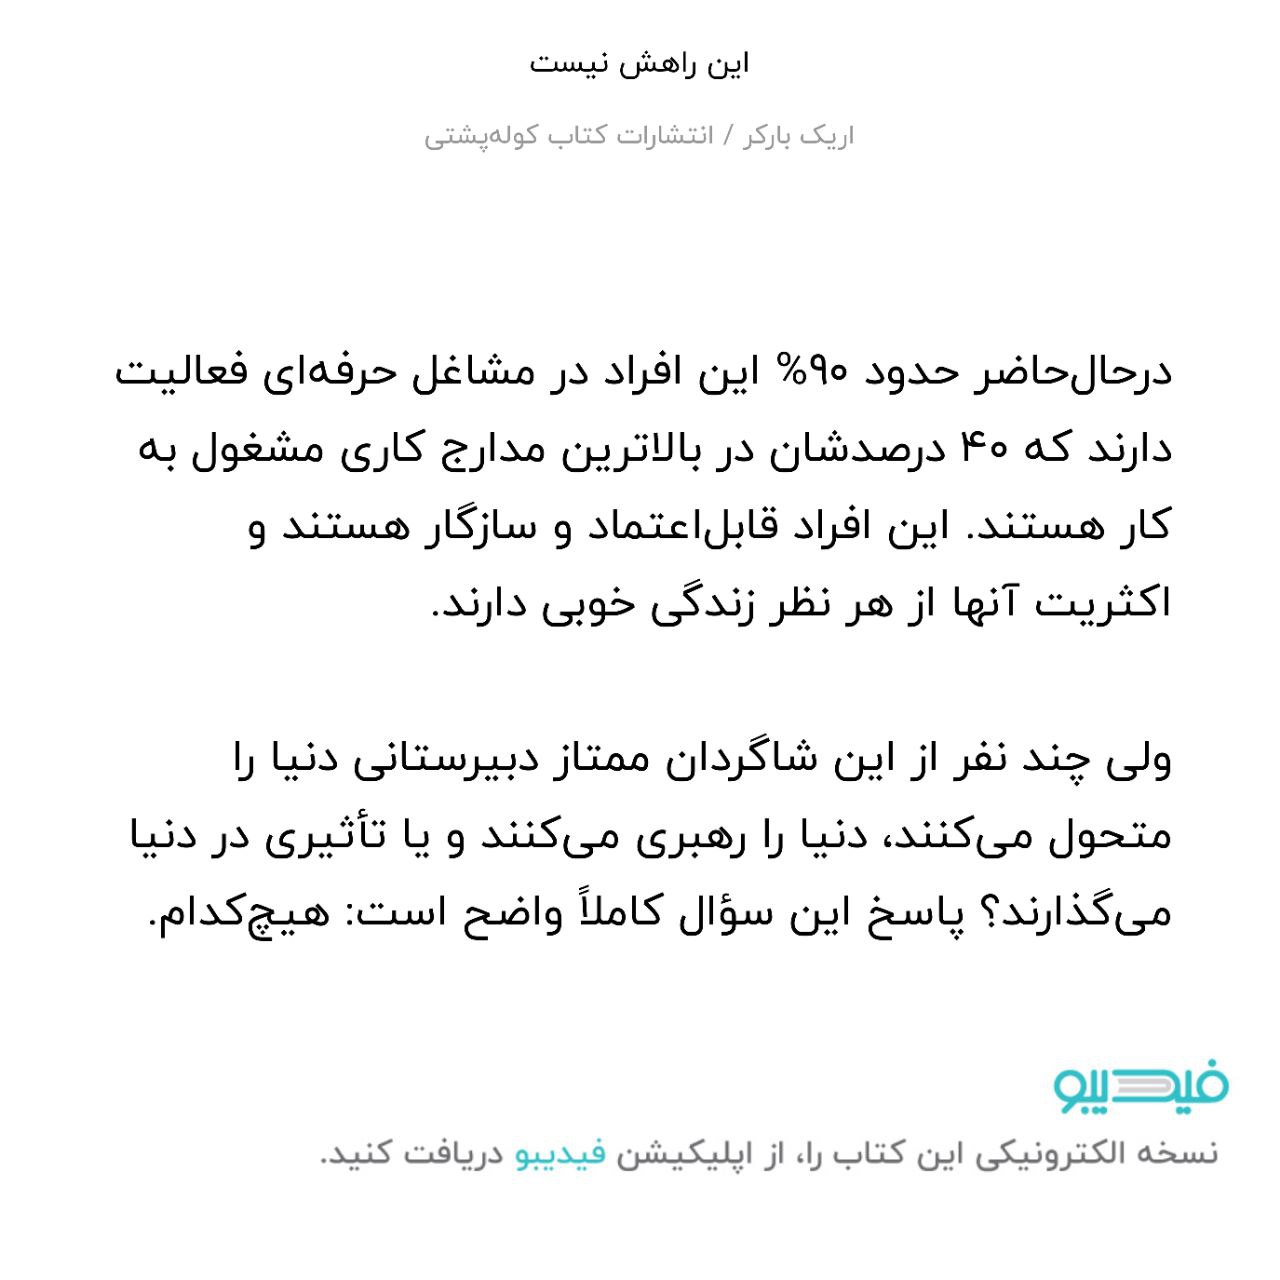 این راهش نیست
اریک بارکر / انتشارات کتاب کوله‌پشتی
درحال‌حاضر حدود ۹۰% این افراد در مشاغل حرفه‌ای فعالیت
دارند که ۴۰ درصدشان در بالاترین مدارج کاری مشغول به
کار هستند. این افراد قابل‌اعتماد و سازگار هستند و
اکثریت آنها از هر نظر زندگی خوبی دارند.
ولی چند نفر از این شاگردان ممتاز دبیرستانی دنیا را
متحول می‌کنند، دنیا را رهبری می‌کنند و یا تأثیری در دنیا
می‌گذارند؟ پاسخ این سؤال کاملاً واضح است: هیچ‌کدام.
فیدیبو
نسخه الکترونیکی این کتاب را، از اپلیکیشن فیدیبو دریافت کنید.